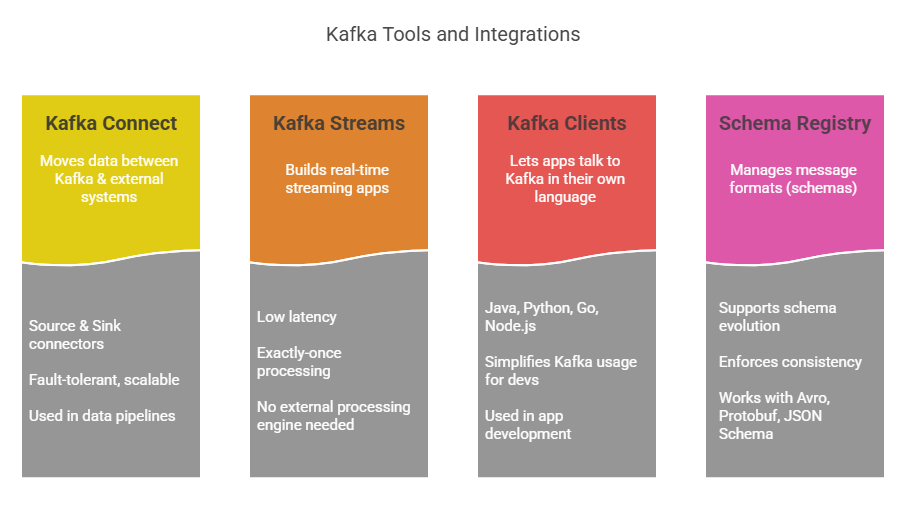 Kafka Tools and Integrations
Kafka Connect
Moves data between
Kafka & external
systems
Source & Sink
connectors
Fault-tolerant, scalable
Used in data pipelines
Kafka Streams
Builds real-time
streaming apps
Low latency
Exactly-once
processing
No external processing
engine needed
Kafka Clients
Lets apps talk to
Kafka in their own
language
Java, Python, Go,
Node.js
Simplifies Kafka usage
for devs
Used in app
development
Schema Registry
Manages message
formats (schemas)
Supports schema
evolution
Enforces consistency
Works with Avro,
Protobuf, JSON
Schema